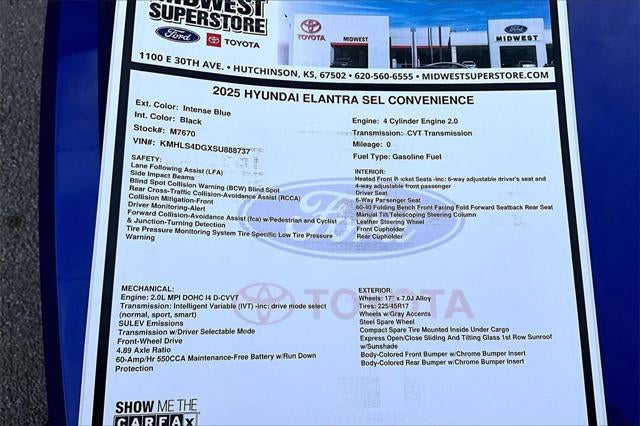 MIDWEST
SUPERSTORE
Ford TOYOTA
TOYOTA MIDWEST Ford MIDWEST
1100 E 30TH AVE. • HUTCHINSON, KS, 67502 • 620-560-6555 • MIDWESTSUPERSTORE.COM
2025 HYUNDAI ELANTRA SEL CONVENIENCE
Ext. Color: Intense Blue
Int. Color: Black
Stock#: M7670
VIN#: KMHLS4DGXSU888737
Engine: 4 Cylinder Engine 2.0
Transmission: CVT Transmission
Mileage: 0
Fuel Type: Gasoline Fuel
SAFETY:
Lane Following Assist (LFA)
Side Impact Beams
Blind Spot Collision Warning (BCW) Blind Spot
Rear Cross-Traffic Collision-Avoidance Assist (RCCA)
Collision Mitigation-Front
Driver Monitoring-Alert
Forward Collision-Avoidance Assist (fca) w/Pedestrian and Cyclist
& Junction-Turning Detection
Tire Pressure Monitoring System Tire Specific Low Tire Pressure
Warning
INTERIOR:
Heated Front Bucket Seats -inc: 6-way adjustable driver's seat and
4-way adjustable front passenger
Driver Seat
6-Way Passenger Seat
60-40 Folding Bench Front Facing Fold Forward Seatback Rear Seat
Manual Tilt/Telescoping Steering Column
Leather Steering Wheel
Front Cupholder
Rear Cupholder
Ford
TOYOTA
MECHANICAL:
Engine: 2.0L MPI DOHC I4 D-CVVT
Transmission: Intelligent Variable (IVT) -inc: drive mode select
(normal, sport, smart)
SULEV Emissions
Transmission w/Driver Selectable Mode
Front-Wheel Drive
4.89 Axle Ratio
60-Amp/Hr 550CCA Maintenance-Free Battery w/Run Down
Protection
EXTERIOR:
Wheels: 17" x 7.0J Alloy
Tires: 225/45R17
Wheels w/Gray Accents
Steel Spare Wheel
Compact Spare Tire Mounted Inside Under Cargo
Express Open/Close Sliding And Tilting Glass 1st Row Sunroof
w/Sunshade
Body-Colored Front Bumper w/Chrome Bumper Insert
Body-Colored Rear Bumper w/Chrome Bumper Insert
SHOW ME THE
CARFAX